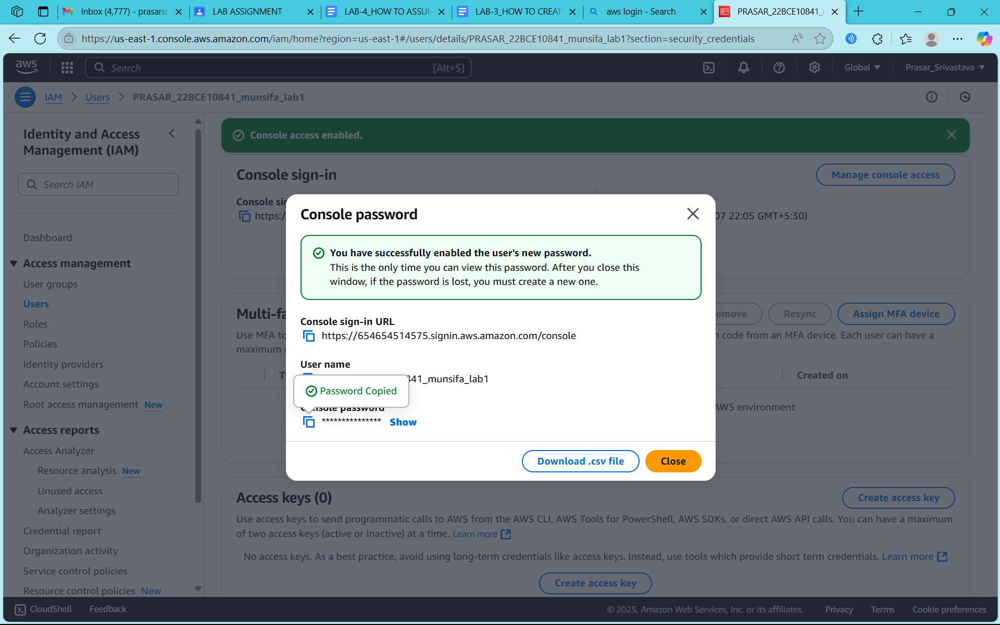 Inbox (4,777) - prasarsr
LAB ASSIGNMENT
LAB-4_HOW TO ASSUM
LAB-3_HOW TO CREAT
aws login - Search
PRASAR_22BCE10841_
https://us-east-1.console.aws.amazon.com/iam/home?region=us-east-1#/users/details/PRASAR_22BCE10841_munsifa_lab1?section=security_credentials
aws
Search
[Alt+S]
Global
Prasar_Srivastava
IAM
Users
PRASAR_22BCE10841_munsifa_lab1
Identity and Access
Management (IAM)
Search IAM
Dashboard
Access management
User groups
Users
Roles
Policies
Identity providers
Account settings
Root access management New
Access reports
Access Analyzer
Resource analysis New
Unused access
Analyzer settings
Credential report
Organization activity
Service control policies
Resource control policies New
Console access enabled.
Console sign-in
Manage console access
Console sig
https:/
07 22:05 GMT+5:30)
Multi-fa
emove
Resync
Assign MFA device
Use MFA to
n code from an MFA device. Each user can have a
maximum
Created on
AWS environment
Console password
You have successfully enabled the user's new password.
This is the only time you can view this password. After you close this
window, if the password is lost, you must create a new one.
Console sign-in URL
https://654654514575.signin.aws.amazon.com/console
User name
841_munsifa_lab1
Password Copied
Console password
*************** Show
Download .csv file
Close
Access keys (0)
Create access key
Use access keys to send programmatic calls to AWS from the AWS CLI, AWS Tools for PowerShell, AWS SDKs, or direct AWS API calls. You can have a maximum
of two access keys (active or inactive) at a time. Learn more
No access keys. As a best practice, avoid using long-term credentials like access keys. Instead, use tools which provide short term credentials. Learn more
Create access key
CloudShell
Feedback
© 2025, Amazon Web Services, Inc. or its affiliates.
Privacy
Terms
Cookie preferences